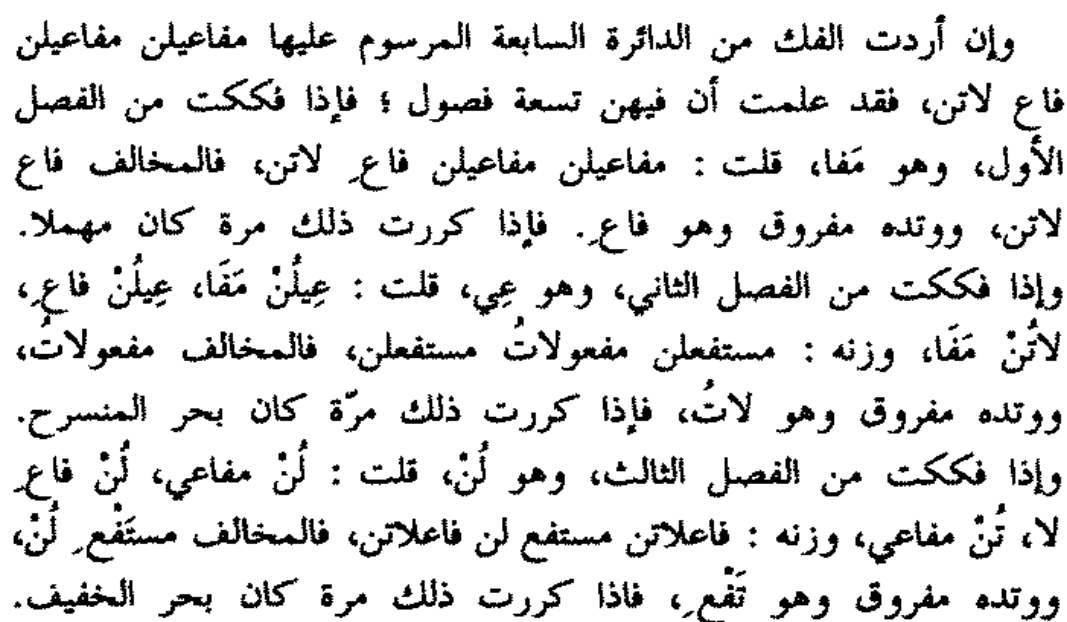 وإن أردت الفك من الدائرة السابعة المرسوم عليها مفاعيلن مفاعيلن
فاع لاتن، فقد علمت أن فيهن تسعة فصول ؛ فإذا فككت من الفصل
الأول، وهو مَفا، قلت : مفاعيلن مفاعيلن فاعِ لاتن، فالمخالف فاع
لاتن، ووتده مفروق وهو فاعِ. فإذا كررت ذلك مرة كان مهملا.
وإذا فككت من الفصل الثاني، وهو عِي، قلت : عِيلُنْ مَفَا، عِيلُنْ فاعِ،
لاتُنْ مَفَا، وزنه : مستفعلن مفعولاتُ مستفعلن، فالمخالف مفعولاتُ،
ووتده مفروق وهو لاتُ، فإذا كررت ذلك مرّة كان بحر المنسرح.
وإذا فككت من الفصل الثالث، وهو لُنْ، قلت : لُنْ مفاعي، لُنْ فاعِ
لا، تُنْ مفاعي، وزنه : فاعلاتن مستفع لن فاعلاتن، فالمخالف مستَفْعِ لُنْ،
ووتده مفروق وهو تَفْعِ، فاذا كررت ذلك مرة كان بحر الخفيف.